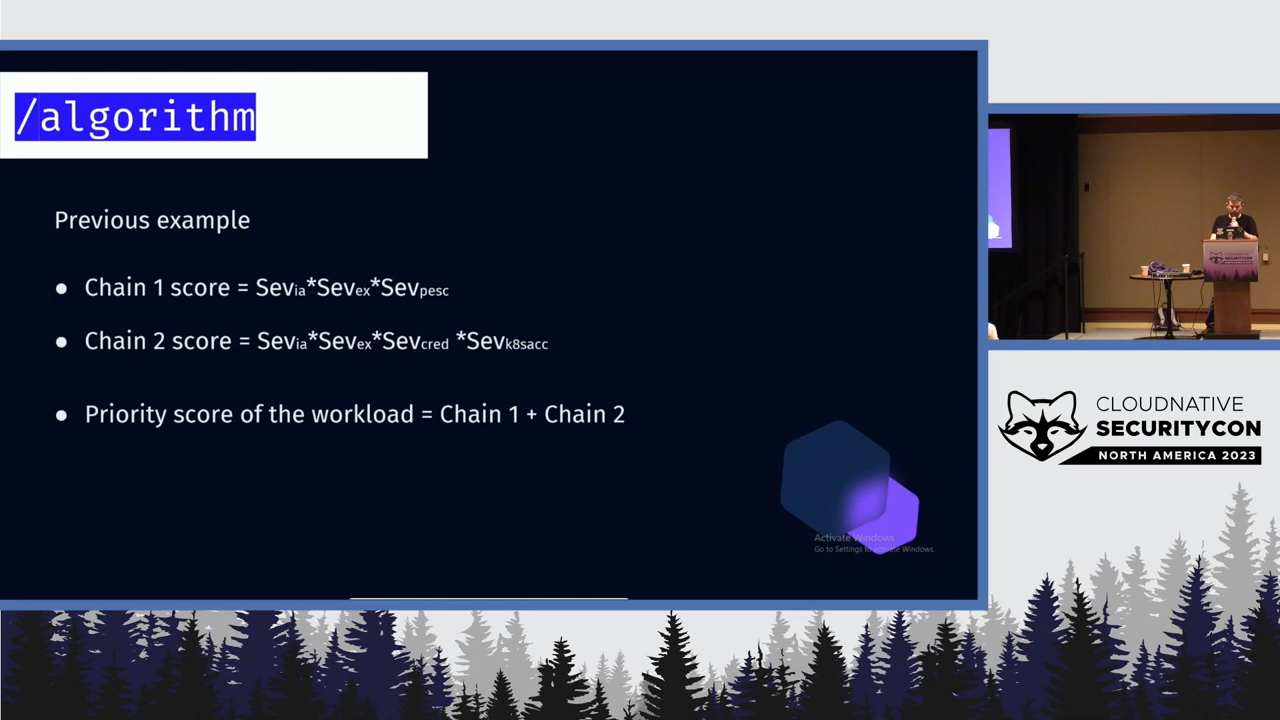 /algorithm
Previous example
● Chain 1 score = Sevia*Sevex*Sevpesc
● Chain 2 score = Sevia*Sevex*Sevcred *Sevk8sacc
● Priority score of the workload = Chain 1 + Chain 2
Activate Windows
Go to Settings to activate Windows.
CLOUDNATIVE
SECURITYCON
NORTH AMERICA 2023